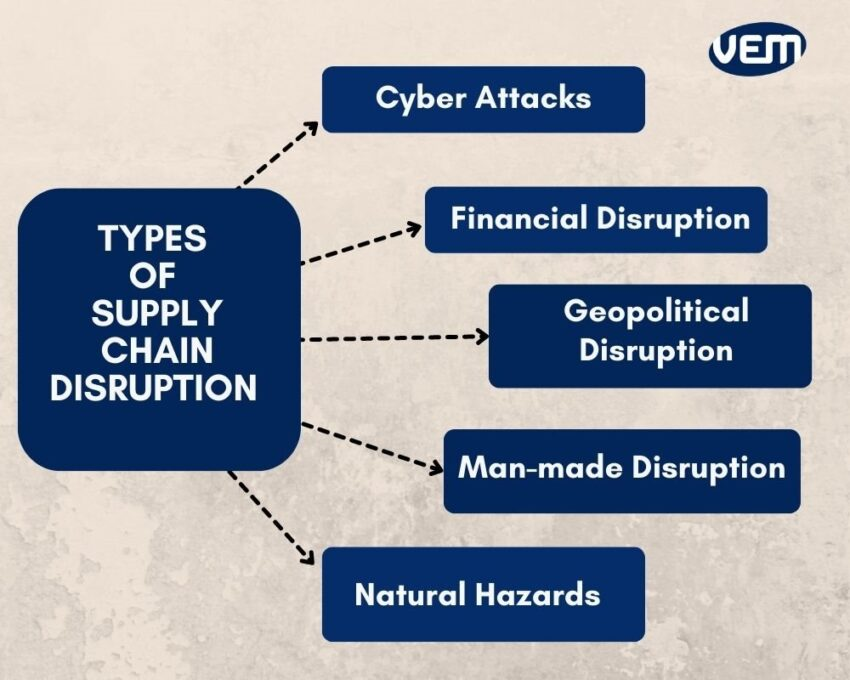 VEM
Cyber Attacks
TYPES
OF
SUPPLY
CHAIN
DISRUPTION
Financial Disruption
Geopolitical
Disruption
Man-made Disruption
Natural Hazards